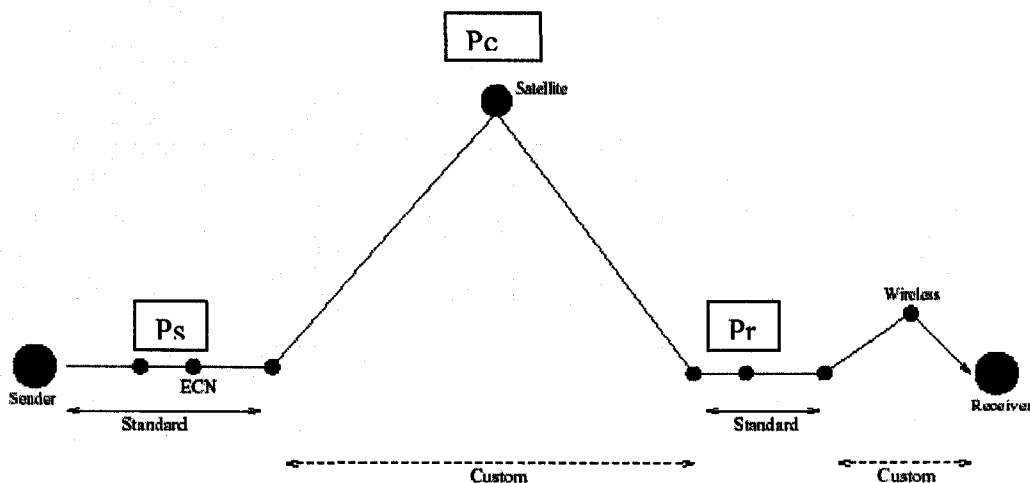 Pc
Satellite
Ps
Pr
Wireless
Sender
ECN
Receiver
Standard
Standard
Custom
Custom